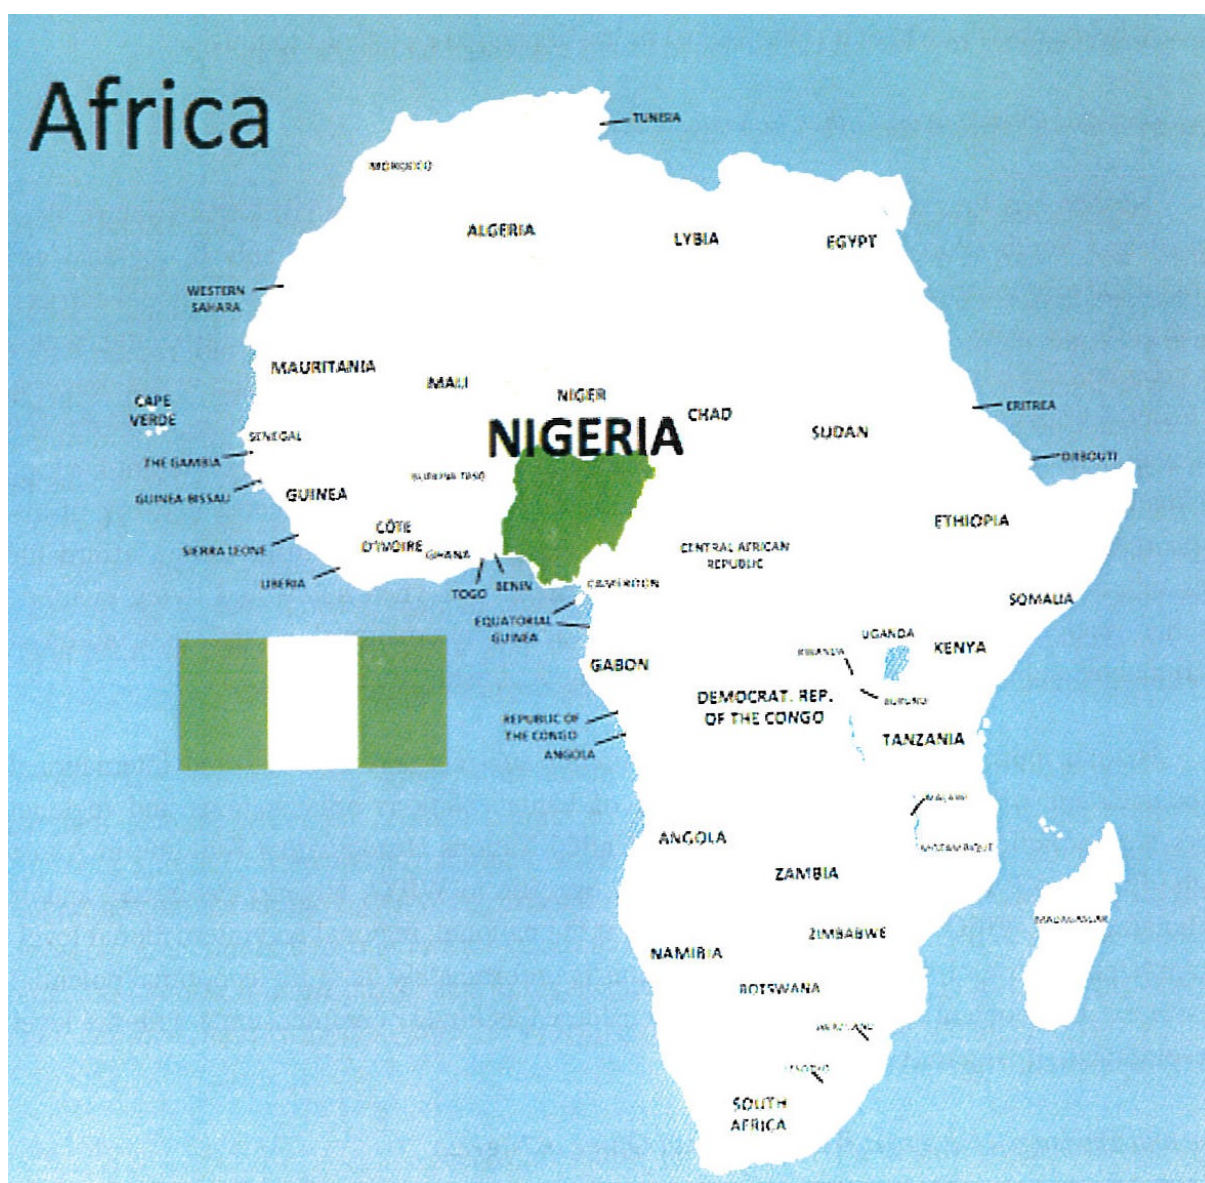 Africa
TUNISIA
MOROCCO
ALGERIA
LYBIA
EGYPT
WESTERN
SAHARA
MAURITANIA
MALI
NIGER
CHAD
SUDAN
ERITREA
CAPE
VERDE
NIGERIA
SENEGAL
THE GAMBIA
DJIBOUTI
GUINEA-BISSAU
GUINEA
BURKINA FASO
ETHIOPIA
CÔTE
D'IVOIRE
GHANA
SIERRA LEONE
CENTRAL AFRICAN
REPUBLIC
LIBERIA
TOGO
BENIN
CAMEROON
SOMALIA
EQUATORIAL
GUINEA
UGANDA
KENYA
RWANDA
GABON
DEMOCRAT. REP.
OF THE CONGO
BURUNDI
REPUBLIC OF
THE CONGO
ANGOLA
TANZANIA
MALAWI
ANGOLA
MOZAMBIQUE
ZAMBIA
MADAGASCAR
ZIMBABWE
NAMIBIA
BOTSWANA
SWAZILAND
LESOTHO
SOUTH
AFRICA